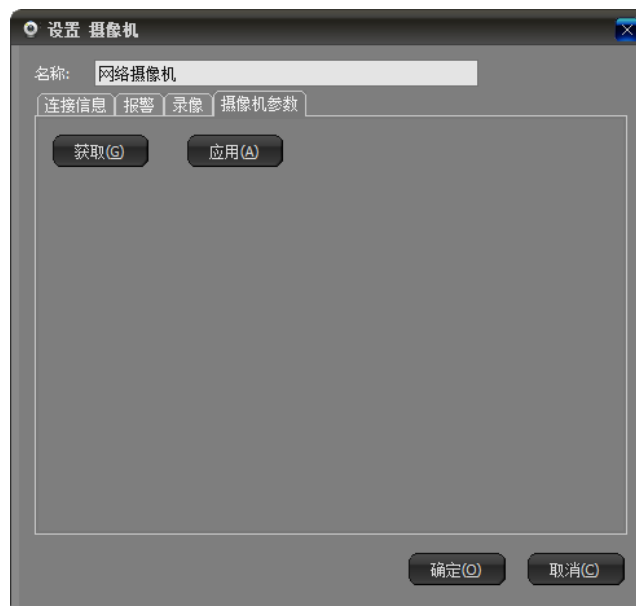 设置 摄像机
名称: 网络摄像机
连接信息 报警 录像 摄像机参数
获取(G) 应用(A)
确定(O) 取消(C)